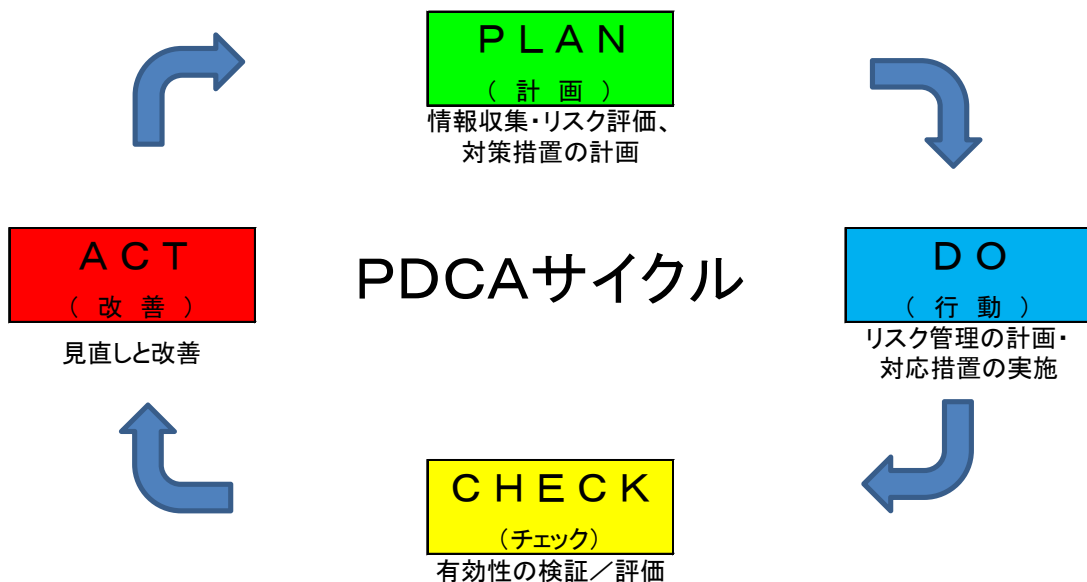 ＰＬＡＮ
（計画）
情報収集・リスク評価、
対策措置の計画
ＡＣＴ
（改善）
見直しと改善
ＰＤＣＡサイクル
ＤＯ
（行動）
リスク管理の計画・
対応措置の実施
ＣＨＥＣＫ
（チェック）
有効性の検証／評価